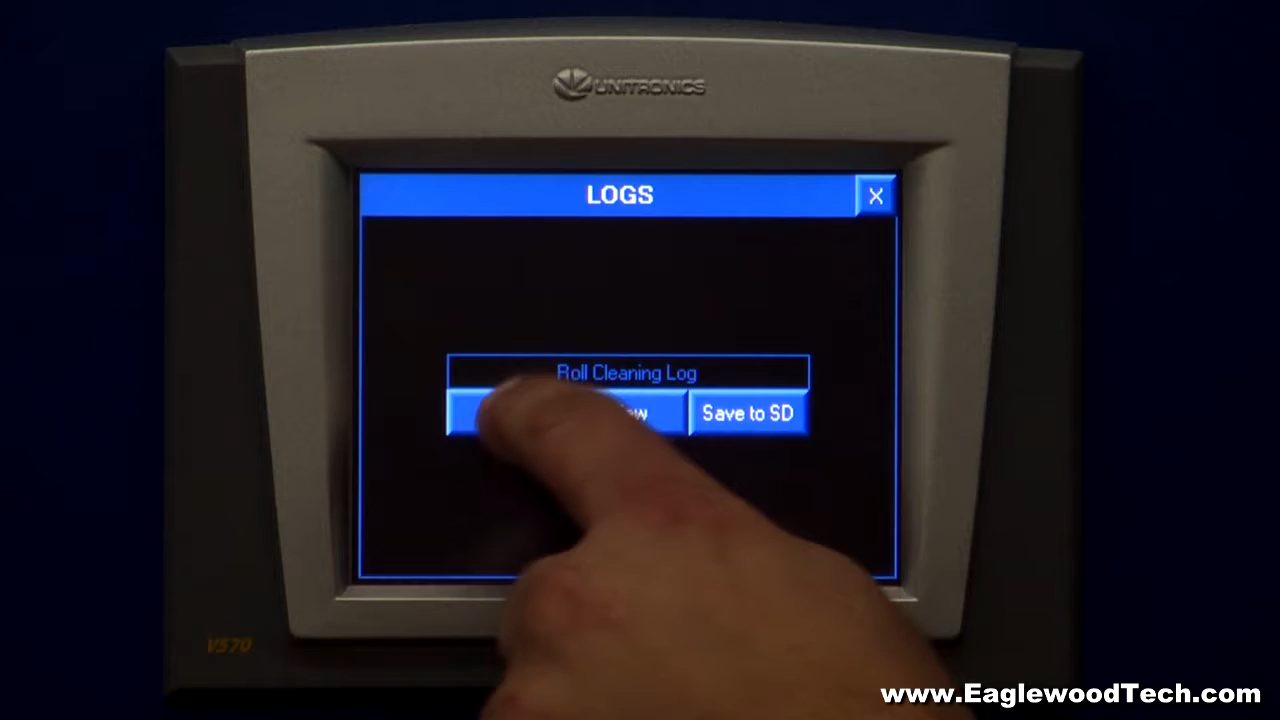 UNITRONICS
LOGS X
Roll Cleaning Log
Save to SD
V570
www.EaglewoodTech.com